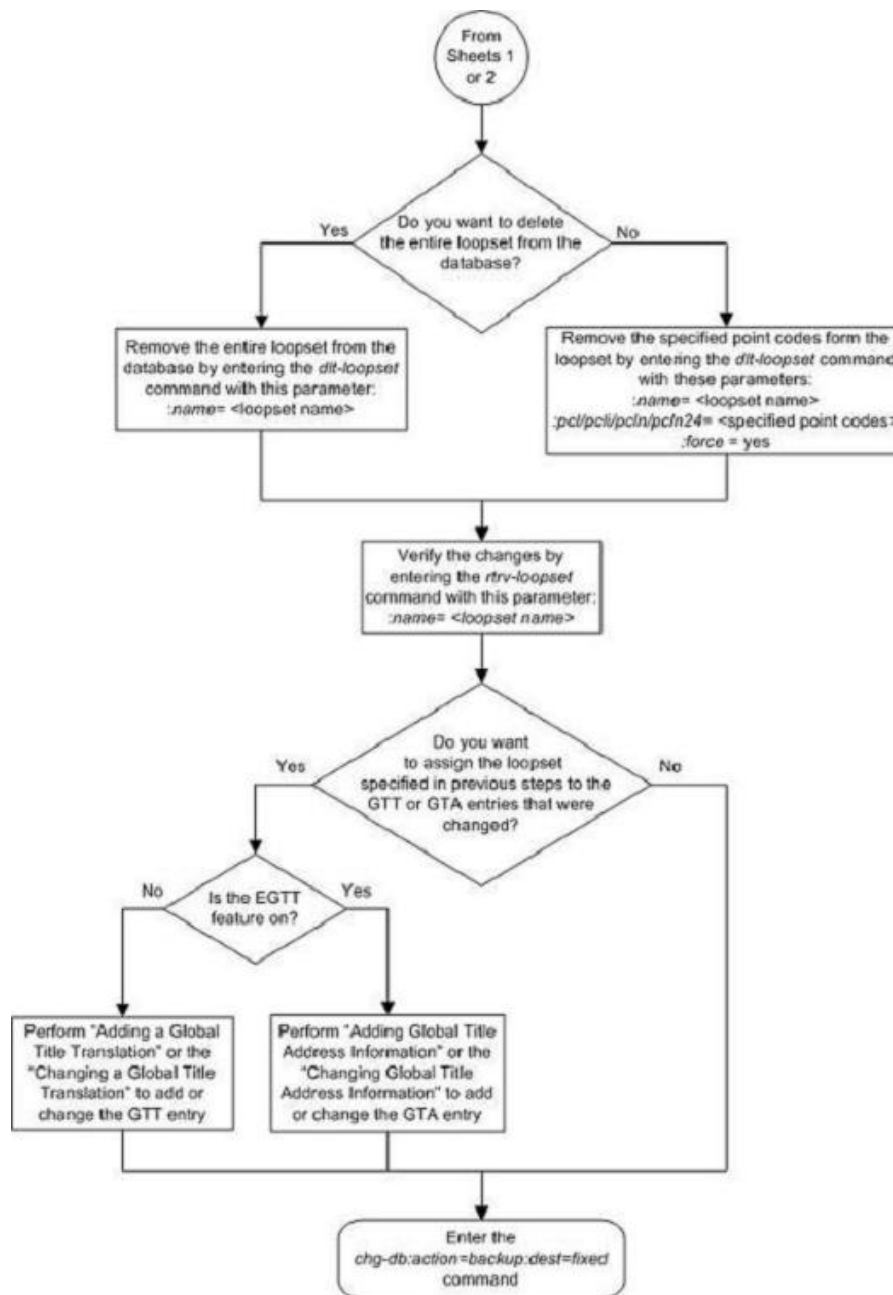 From
Sheets 1
or 2
Do you want to delete
the entire loopset from the
database?
Yes
No
Remove the entire loopset from the
database by entering the dlt-loopset
command with this parameter:
:name= <loopset name>
Remove the specified point codes form the
loopset by entering the dlt-loopset command
with these parameters:
:name= <loopset name>
:pcl/pcli/pcln/pcln24= <specified point codes>
:force = yes
Verify the changes by
entering the rtrv-loopset
command with this parameter:
:name= <loopset name>
Do you want
to assign the loopset
specified in previous steps to the
GTT or GTA entries that were
changed?
Yes
No
Is the EGTT
feature on?
No
Yes
Perform "Adding a Global
Title Translation" or the
"Changing a Global Title
Translation" to add or
change the GTT entry
Perform "Adding Global Title
Address Information" or the
"Changing Global Title
Address Information" to add
or change the GTA entry
Enter the
chg-db:action=backup:dest=fixed
command